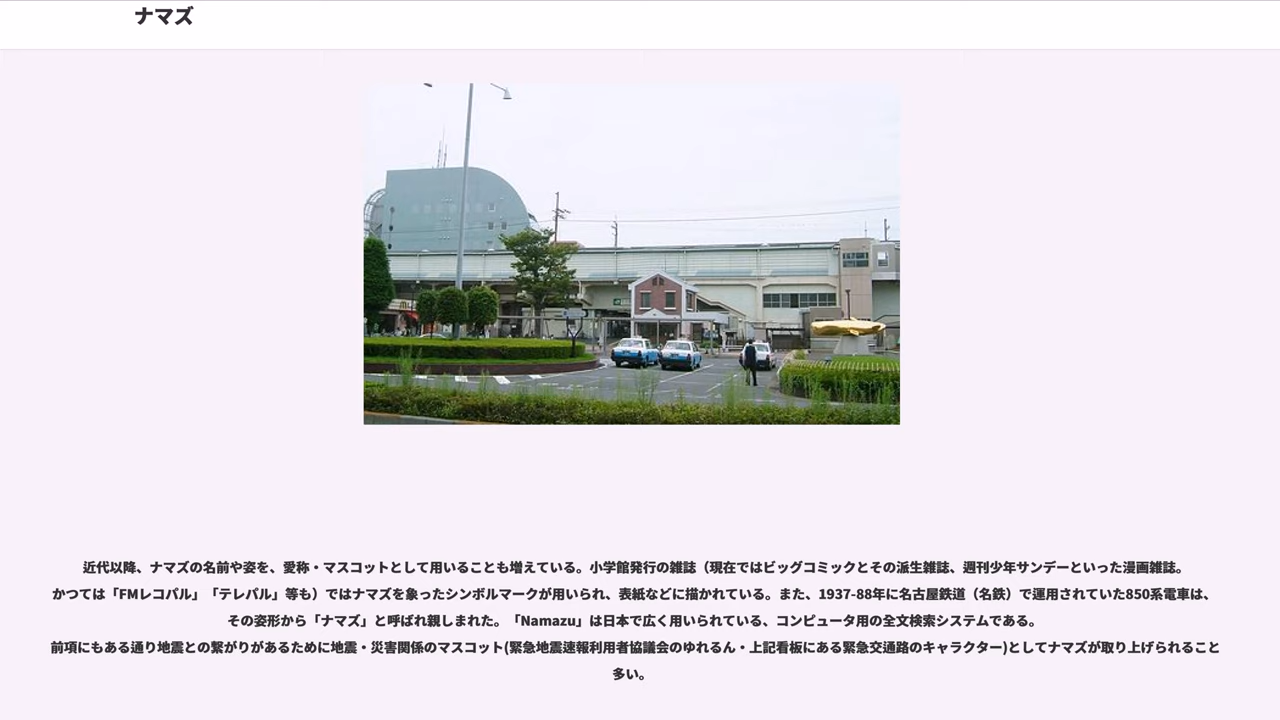 ナマズ
近代以降、ナマズの名前や姿を、愛称・マスコットとして用いることも増えている。小学館発行の雑誌（現在ではビッグコミックとその派生雑誌、週刊少年サンデーといった漫画雑誌。
かつては「FMレコパル」「テレパル」等も）ではナマズを象ったシンボルマークが用いられ、表紙などに描かれている。また、1937-88年に名古屋鉄道（名鉄）で運用されていた850系電車は、
その姿形から「ナマズ」と呼ばれ親しまれた。「Namazu」は日本で広く用いられている、コンピュータ用の全文検索システムである。
前項にもある通り地震との繋がりがあるために地震・災害関係のマスコット(緊急地震速報利用者協議会のゆれるん・上記看板にある緊急交通路のキャラクター)としてナマズが取り上げられること
多い。